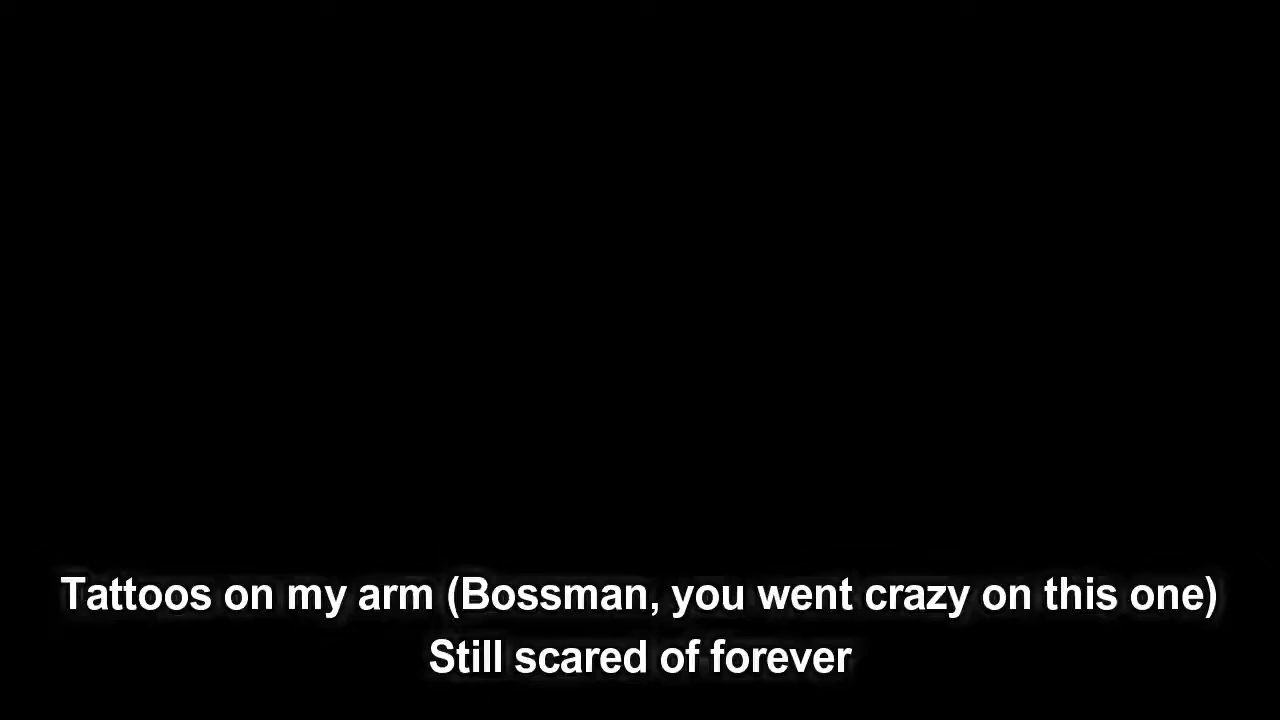 Tattoos on my arm (Bossman, you went crazy on this one)
Still scared of forever